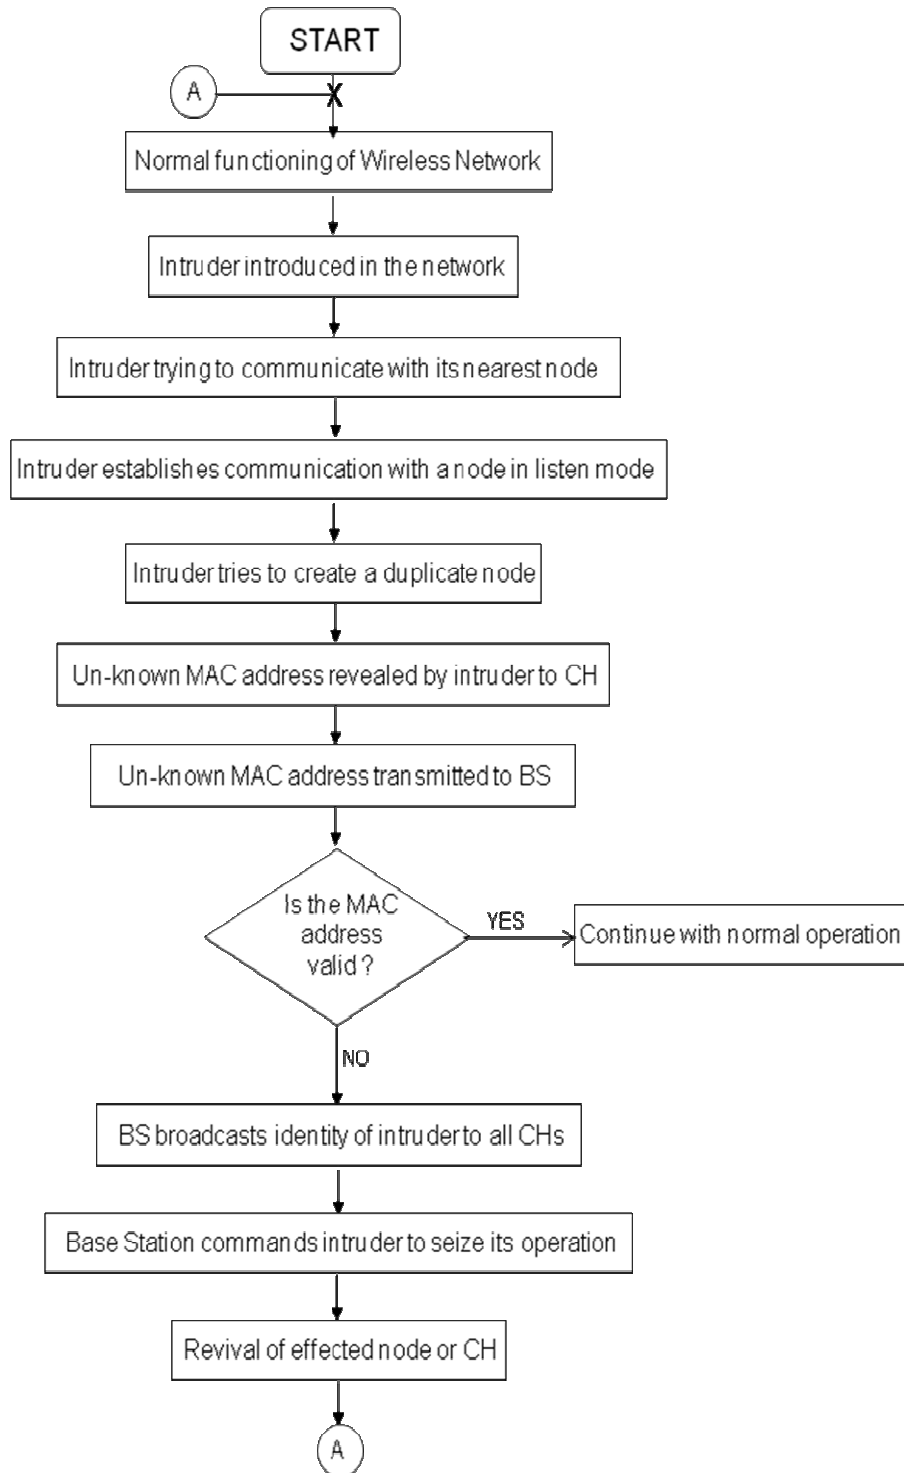 START
A
X
Normal functioning of Wireless Network
Intruder introduced in the network
Intruder trying to communicate with its nearest node
Intruder establishes communication with a node in listen mode
Intruder tries to create a duplicate node
Un-known MAC address revealed by intruder to CH
Un-known MAC address transmitted to BS
Is the MAC
address
valid ?
YES
Continue with normal operation
NO
BS broadcasts identity of intruder to all CHs
Base Station commands intruder to seize its operation
Revival of effected node or CH
A